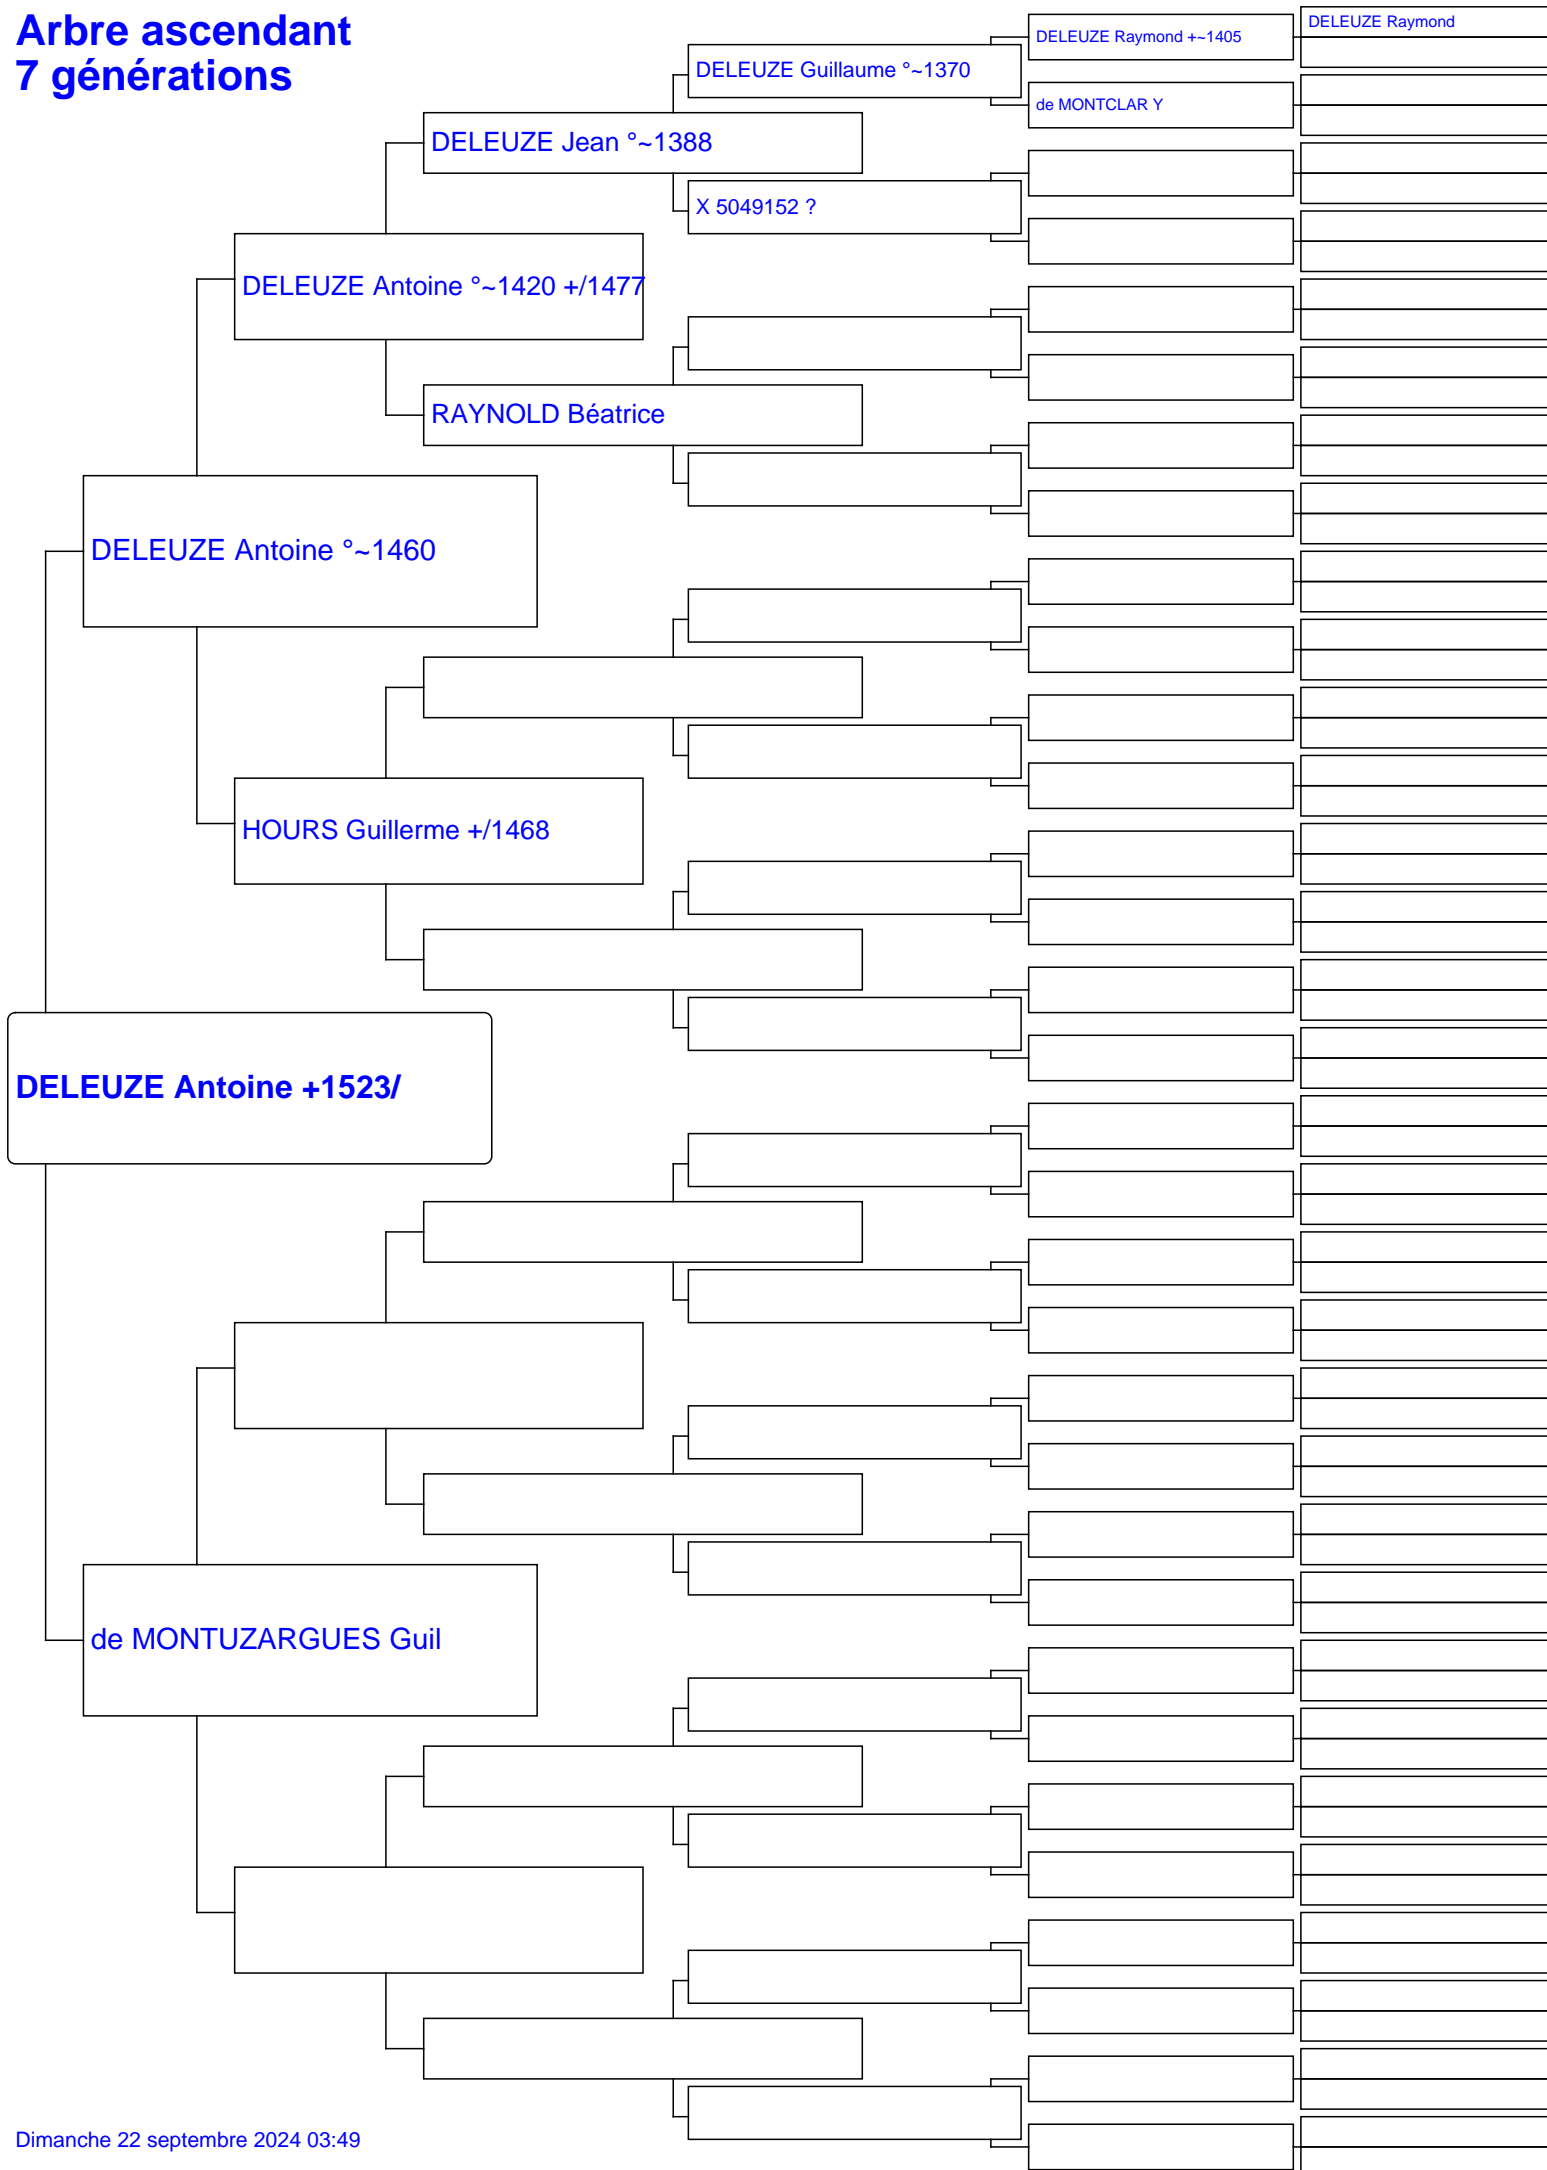 Arbre ascendant
7 générations
DELEUZE Raymond
DELEUZE Raymond +~1405
DELEUZE Guillaume °~1370
de MONTCLAR Y
DELEUZE Jean °~1388
X 5049152 ?
DELEUZE Antoine °~1420 +/1477
RAYNOLD Béatrice
DELEUZE Antoine °~1460
HOURS Guillerme +/1468
DELEUZE Antoine +1523/
de MONTUZARGUES Guil
Dimanche 22 septembre 2024 03:49